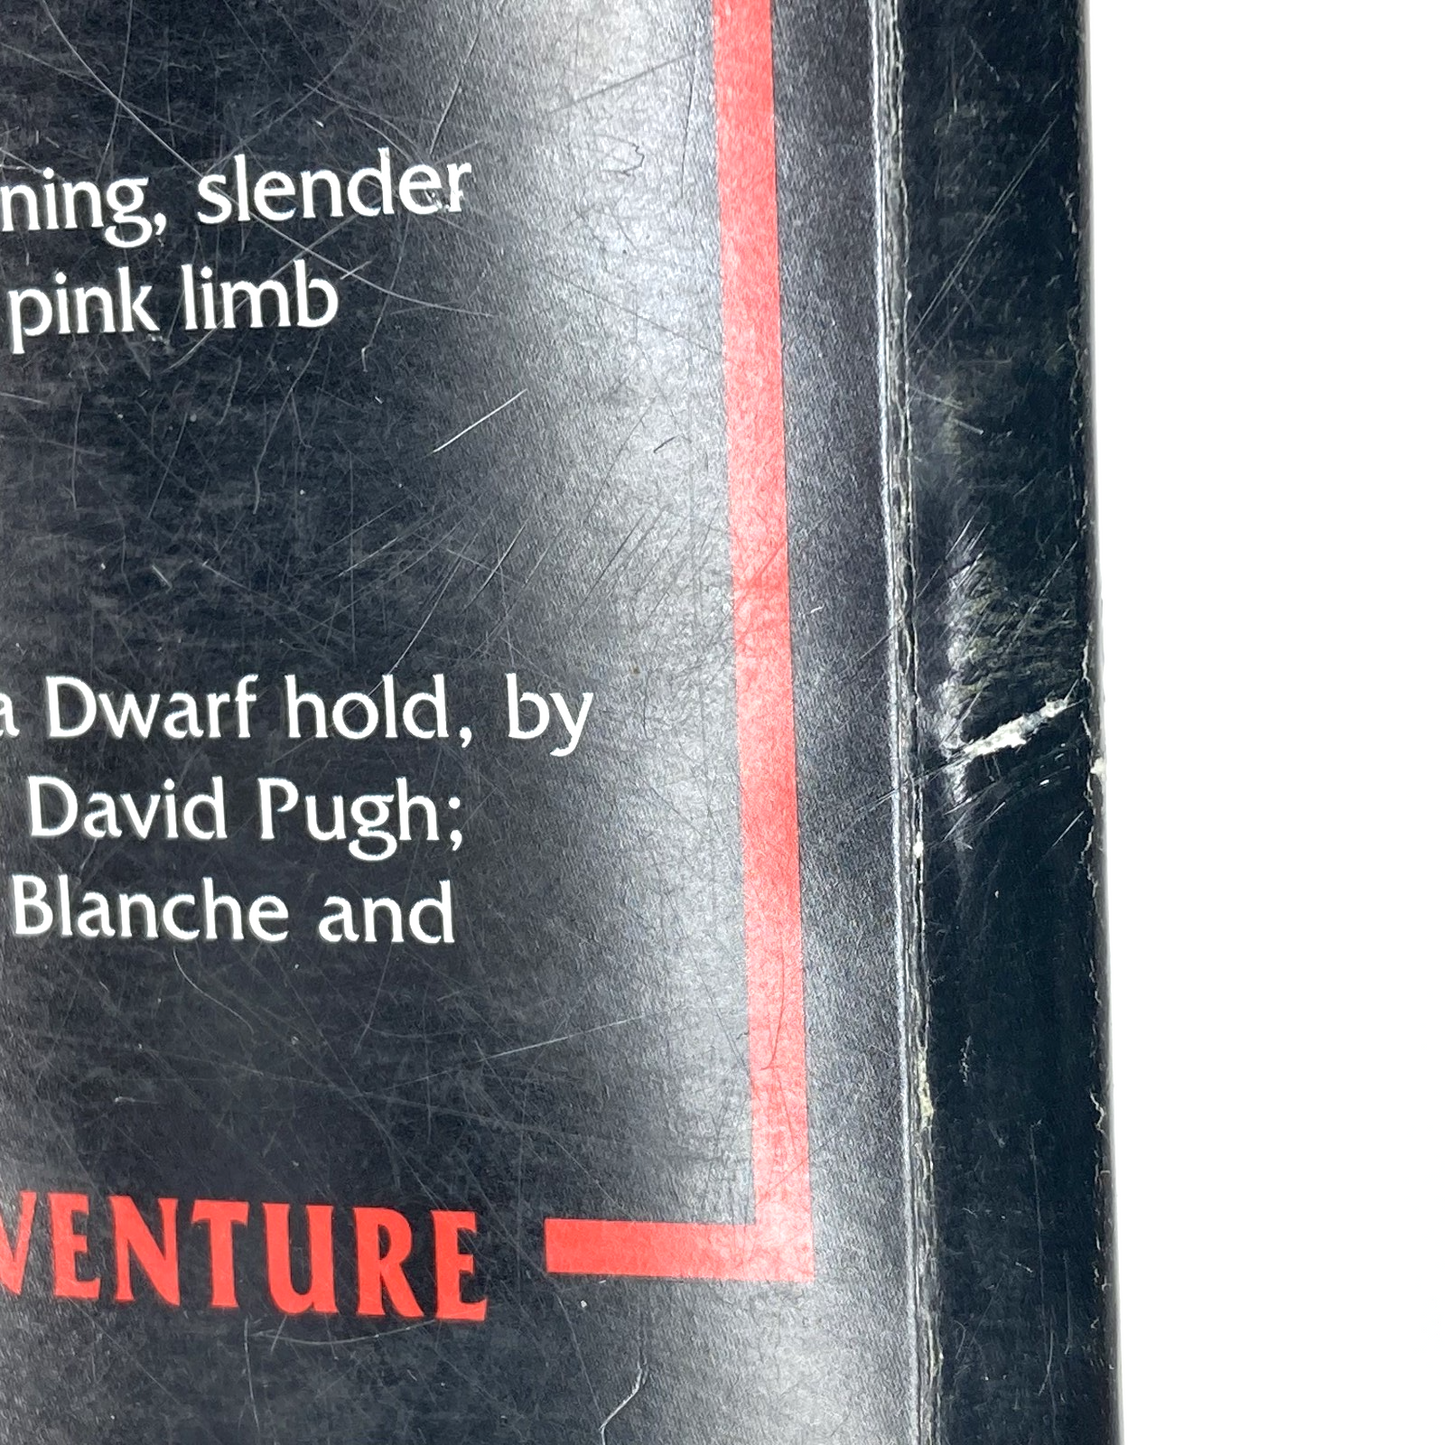 ning, slender
pink limb
a Dwarf hold, by
David Pugh;
Blanche and
VENTURE